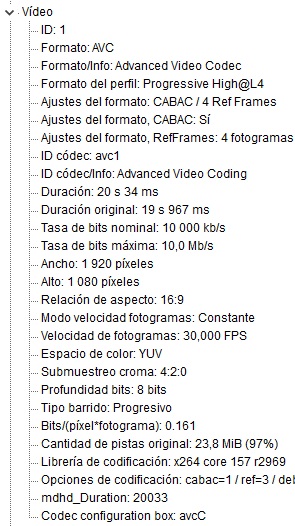 Vídeo
ID: 1
Formato: AVC
Formato/Info: Advanced Video Codec
Formato del perfil: Progressive High@L4
Ajustes del formato: CABAC / 4 Ref Frames
Ajustes del formato, CABAC: Sí
Ajustes del formato, RefFrames: 4 fotogramas
ID códec: avc1
ID códec/Info: Advanced Video Coding
Duración: 20 s 34 ms
Duración original: 19 s 967 ms
Tasa de bits nominal: 10 000 kb/s
Tasa de bits máxima: 10,0 Mb/s
Ancho: 1 920 píxeles
Alto: 1 080 píxeles
Relación de aspecto: 16:9
Modo velocidad fotogramas: Constante
Velocidad de fotogramas: 30,000 FPS
Espacio de color: YUV
Submuestreo croma: 4:2:0
Profundidad bits: 8 bits
Tipo barrido: Progresivo
Bits/(píxel*fotograma): 0.161
Cantidad de pistas original: 23,8 MiB (97%)
Librería de codificación: x264 core 157 r2969
Opciones de codificación: cabac=1 / ref=3 / del
mdhd_Duration: 20033
Codec configuration box: avcC